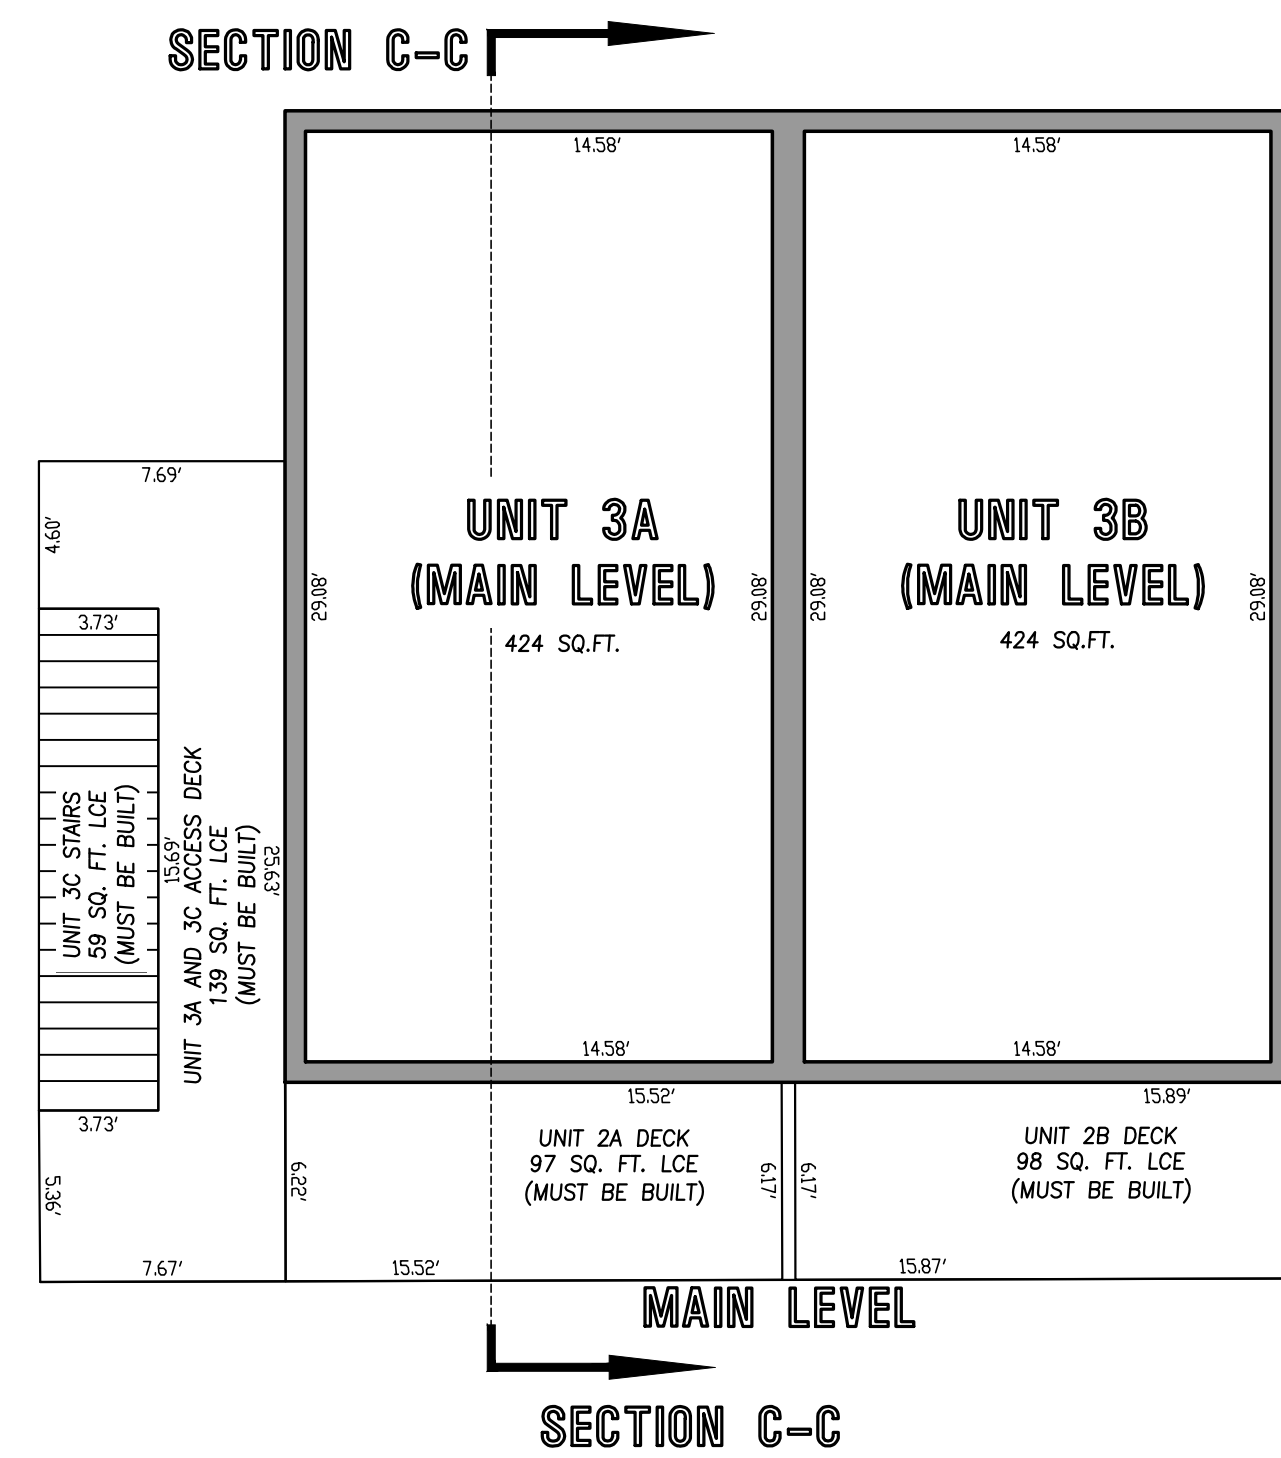 SECTION C-C
14.58'
14.58'
7.69'
4.60'
UNIT 3A
(MAIN LEVEL)
424 SQ.FT.
29.08'
29.08'
UNIT 3B
(MAIN LEVEL)
424 SQ.FT.
29.08'
29.08'
3.73'
UNIT 3C STAIRS
59 SQ. FT. LCE
(MUST BE BUILT)
15.69'
UNIT 3A AND 3C ACCESS DECK
139 SQ. FT. LCE
(MUST BE BUILT)
25.63'
14.58'
14.58'
3.73'
5.36'
7.67'
15.52'
UNIT 2A DECK
97 SQ. FT. LCE
(MUST BE BUILT)
6.22'
6.17'
15.52'
15.89'
UNIT 2B DECK
98 SQ. FT. LCE
(MUST BE BUILT)
6.17'
15.87'
MAIN LEVEL
SECTION C-C